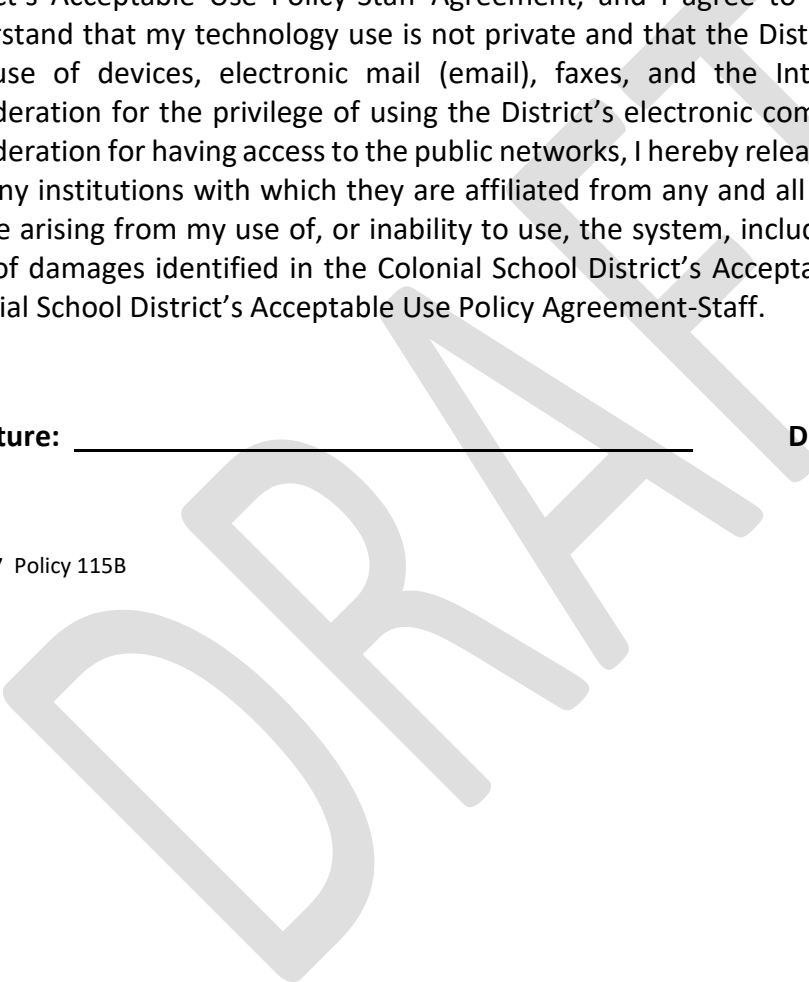 ct's Acceptable Use Policy-Staff Agreement, and I agree to
rstand that my technology use is not private and that the Dist
use of devices, electronic mail (email), faxes, and the Int
deration for the privilege of using the District's electronic com
deration for having access to the public networks, I hereby relea
ny institutions with which they are affiliated from any and all
e arising from my use of, or inability to use, the system, includ
of damages identified in the Colonial School District's Accepta
ial School District's Acceptable Use Policy Agreement-Staff.
ture: D
Policy 115B
DRAFT